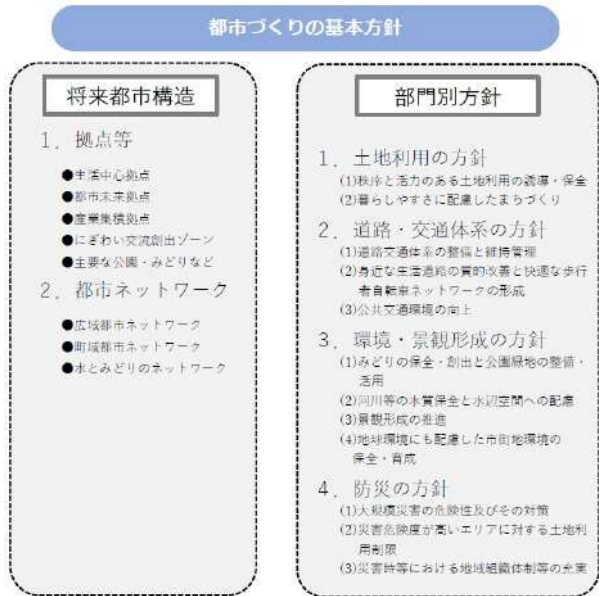 都市づくりの基本方針
将来都市構造
1．拠点等
●生活中心拠点
●都市未来拠点
●産業集積拠点
●にぎわい交流創出ゾーン
●主要な公園・みどりなど
2．都市ネットワーク
●広域都市ネットワーク
●町域都市ネットワーク
●水とみどりのネットワーク
部門別方針
1．土地利用の方針
(1)秩序と活力のある土地利用の誘導・保全
(2)暮らしやすさに配慮したまちづくり
2．道路・交通体系の方針
(1)道路交通体系の整備と維持管理
(2)身近な生活道路の質的改善と快適な歩行
者自転車ネットワークの形成
(3)公共交通環境の向上
3．環境・景観形成の方針
(1)みどりの保全・創出と公園緑地の整備・
活用
(2)河川等の水質保全と水辺空間への配慮
(3)景観形成の推進
(4)地球環境にも配慮した市街地環境の
保全・育成
4．防災の方針
(1)大規模災害の危険性及びその対策
(2)災害危険度が高いエリアに対する土地利
用制限
(3)災害時等における地域組織体制等の充実